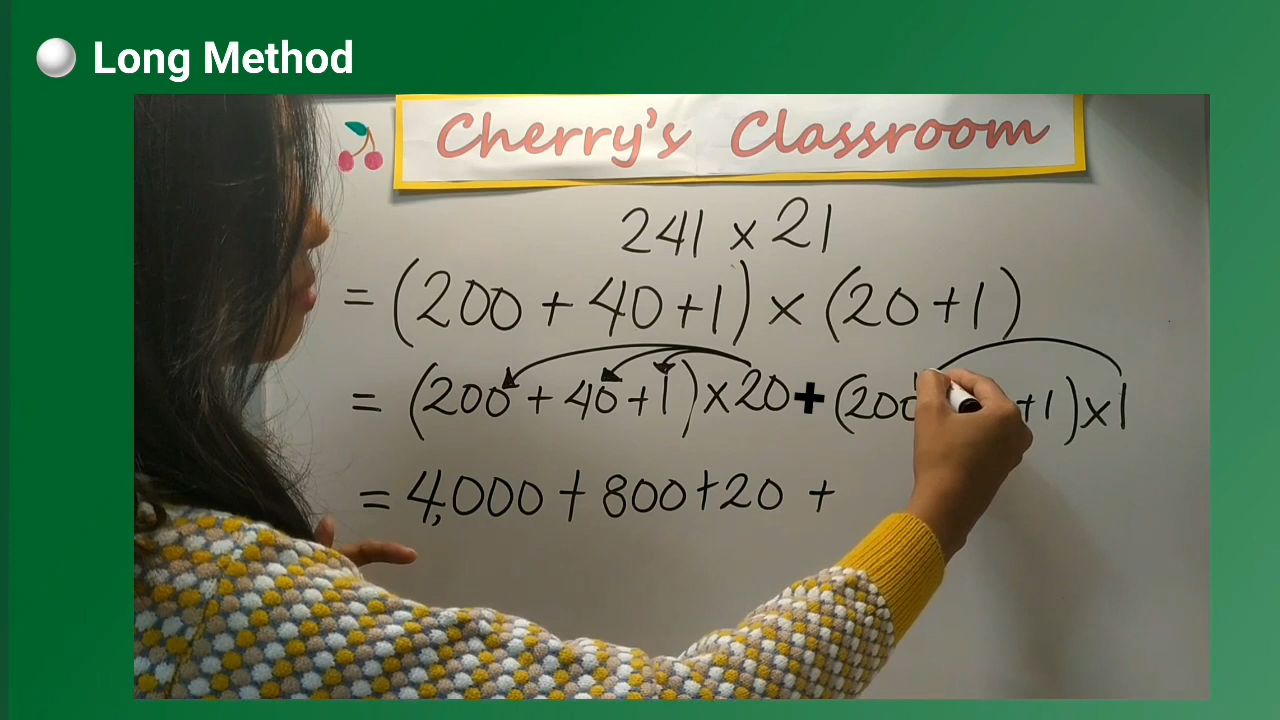 Long Method
Cherry's Classroom
241 × 21
= (200 + 40 + 1) × (20 + 1)
= (200 + 40 + 1) × 20 + (200 + 1) × 1
= 4,000 + 800 + 20 +